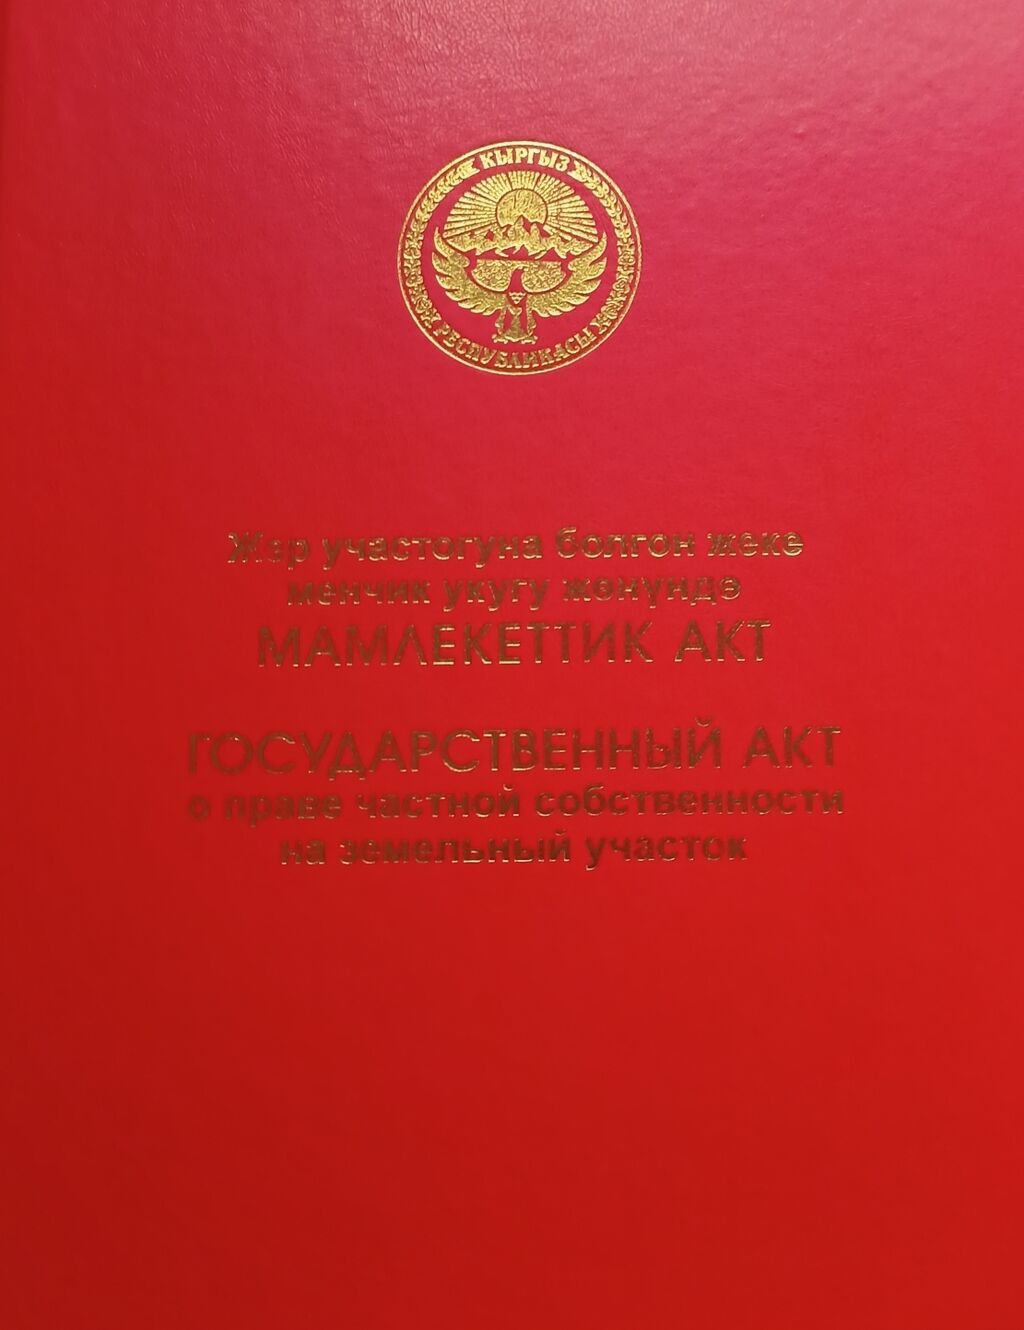 КЫРГЫЗ
РЕСПУБЛИКАСЫ
Жер участогуна болгон жеке
менчик укугу жөнүндө
МАМЛЕКЕТТИК АКТ
ГОСУДАРСТВЕННЫЙ АКТ
о праве частной собственности
на земельный участок